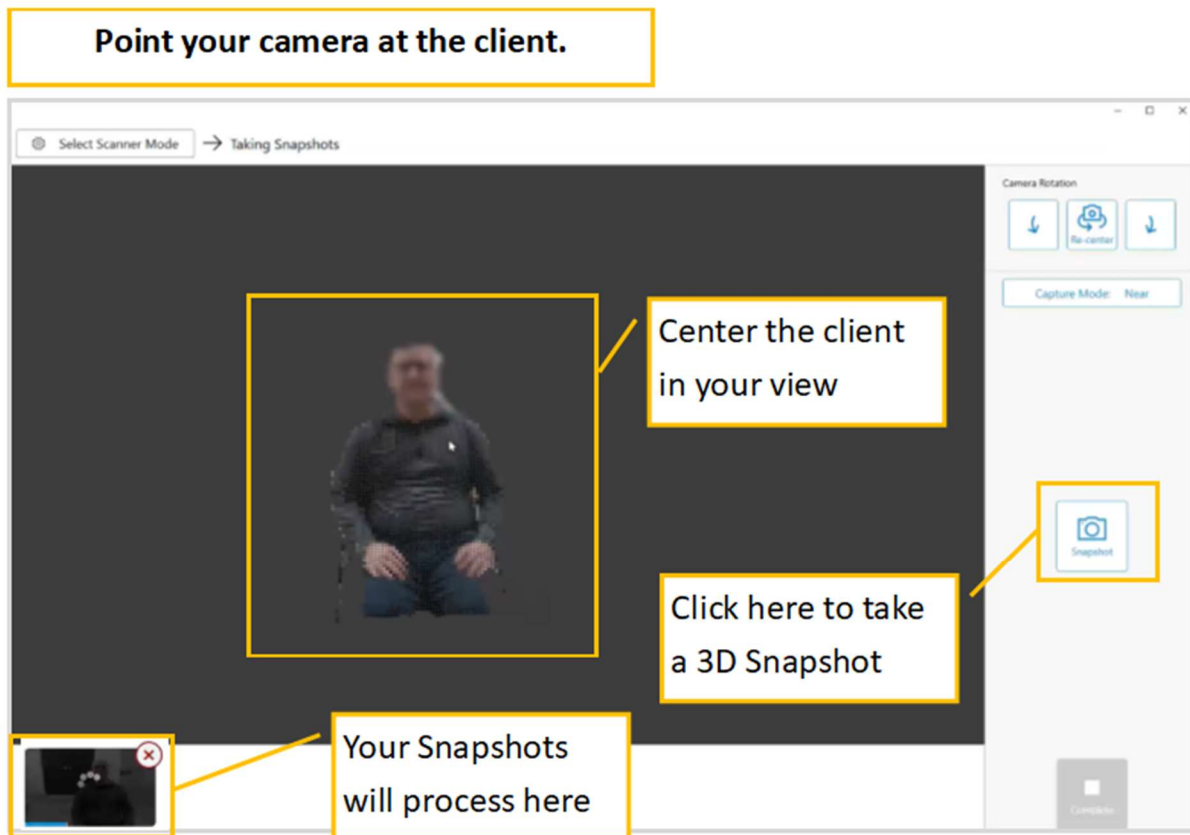 Point your camera at the client.
Select Scanner Mode → Taking Snapshots
Camera Rotation
Re-center
Capture Mode: Near
Center the client
in your view
Snapshot
Click here to take
a 3D Snapshot
Your Snapshots
will process here
Complete